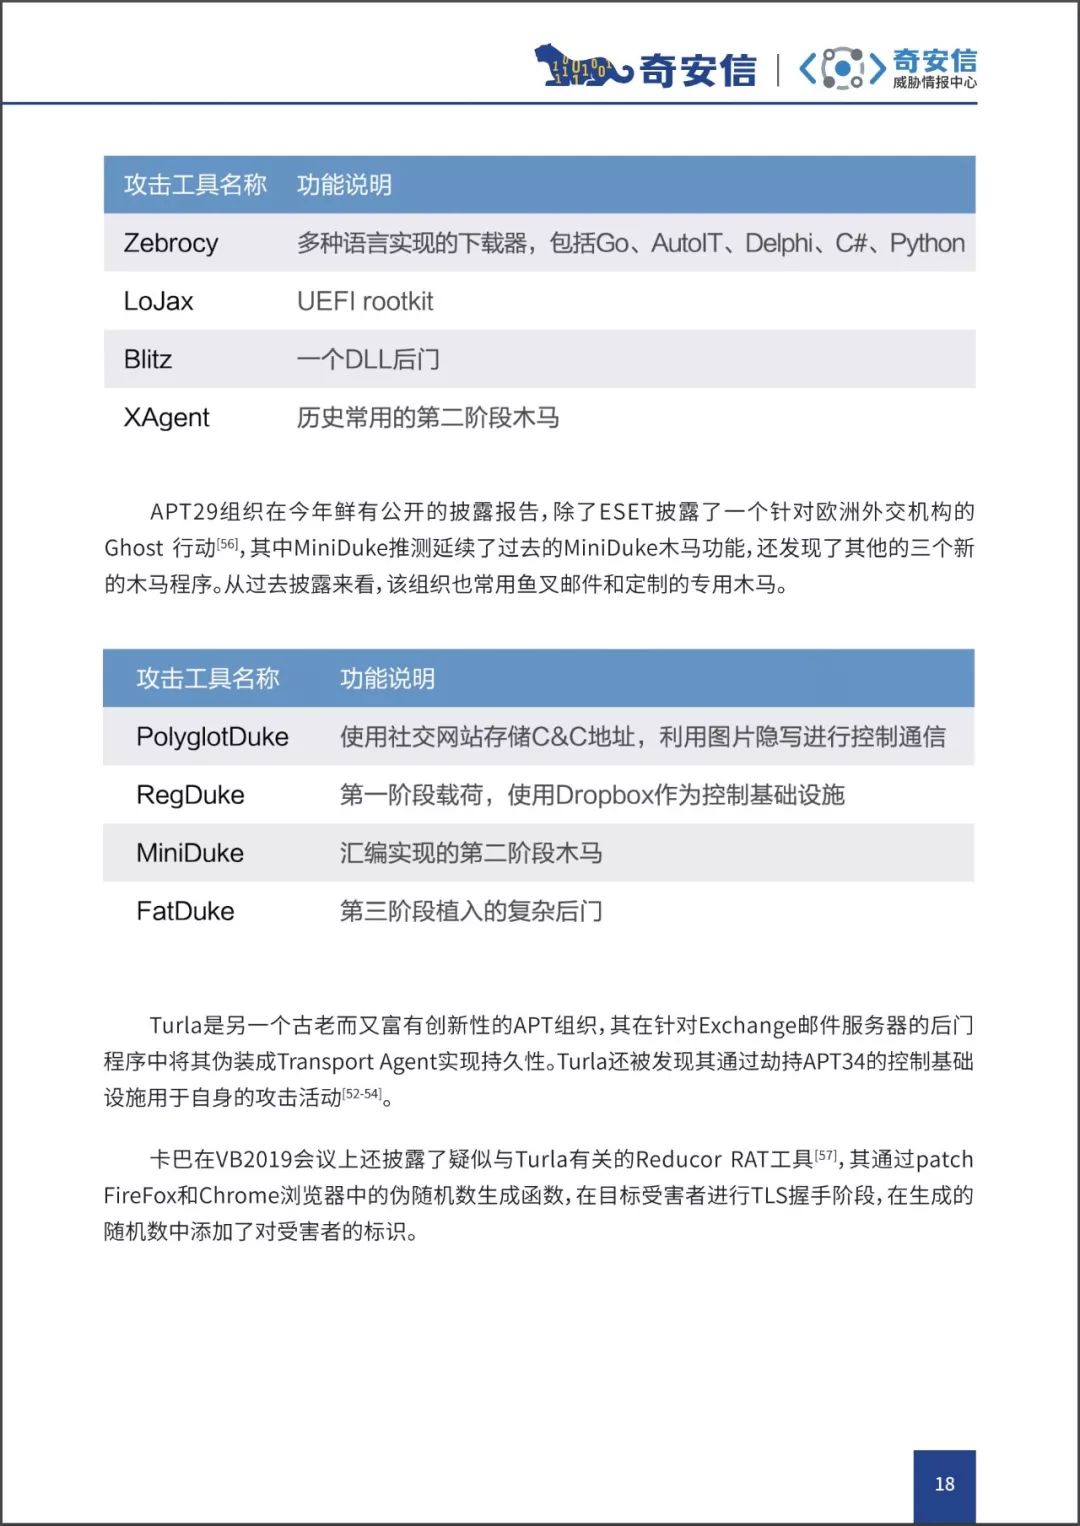 奇安信
奇安信
威胁情报中心
攻击工具名称 功能说明
Zebrocy 多种语言实现的下载器，包括Go、AutoIT、Delphi、C#、Python
LoJax UEFI rootkit
Blitz 一个DLL后门
XAgent 历史常用的第二阶段木马
APT29组织在今年鲜有公开的披露报告，除了ESET披露了一个针对欧洲外交机构的
Ghost 行动[56]，其中MiniDuke推测延续了过去的MiniDuke木马功能，还发现了其他的三个新
的木马程序。从过去披露来看，该组织也常用鱼叉邮件和定制的专用木马。
攻击工具名称 功能说明
PolyglotDuke 使用社交网站存储C&C地址，利用图片隐写进行控制通信
RegDuke 第一阶段载荷，使用Dropbox作为控制基础设施
MiniDuke 汇编实现的第二阶段木马
FatDuke 第三阶段植入的复杂后门
Turla是另一个古老而又富有创新性的APT组织，其在针对Exchange邮件服务器的后门
程序中将其伪装成Transport Agent实现持久性。Turla还被发现其通过劫持APT34的控制基础
设施用于自身的攻击活动[52-54]。
卡巴在VB2019会议上还披露了疑似与Turla有关的Reducor RAT工具[57]，其通过patch
FireFox和Chrome浏览器中的伪随机数生成函数，在目标受害者进行TLS握手阶段，在生成的
随机数中添加了对受害者的标识。
18